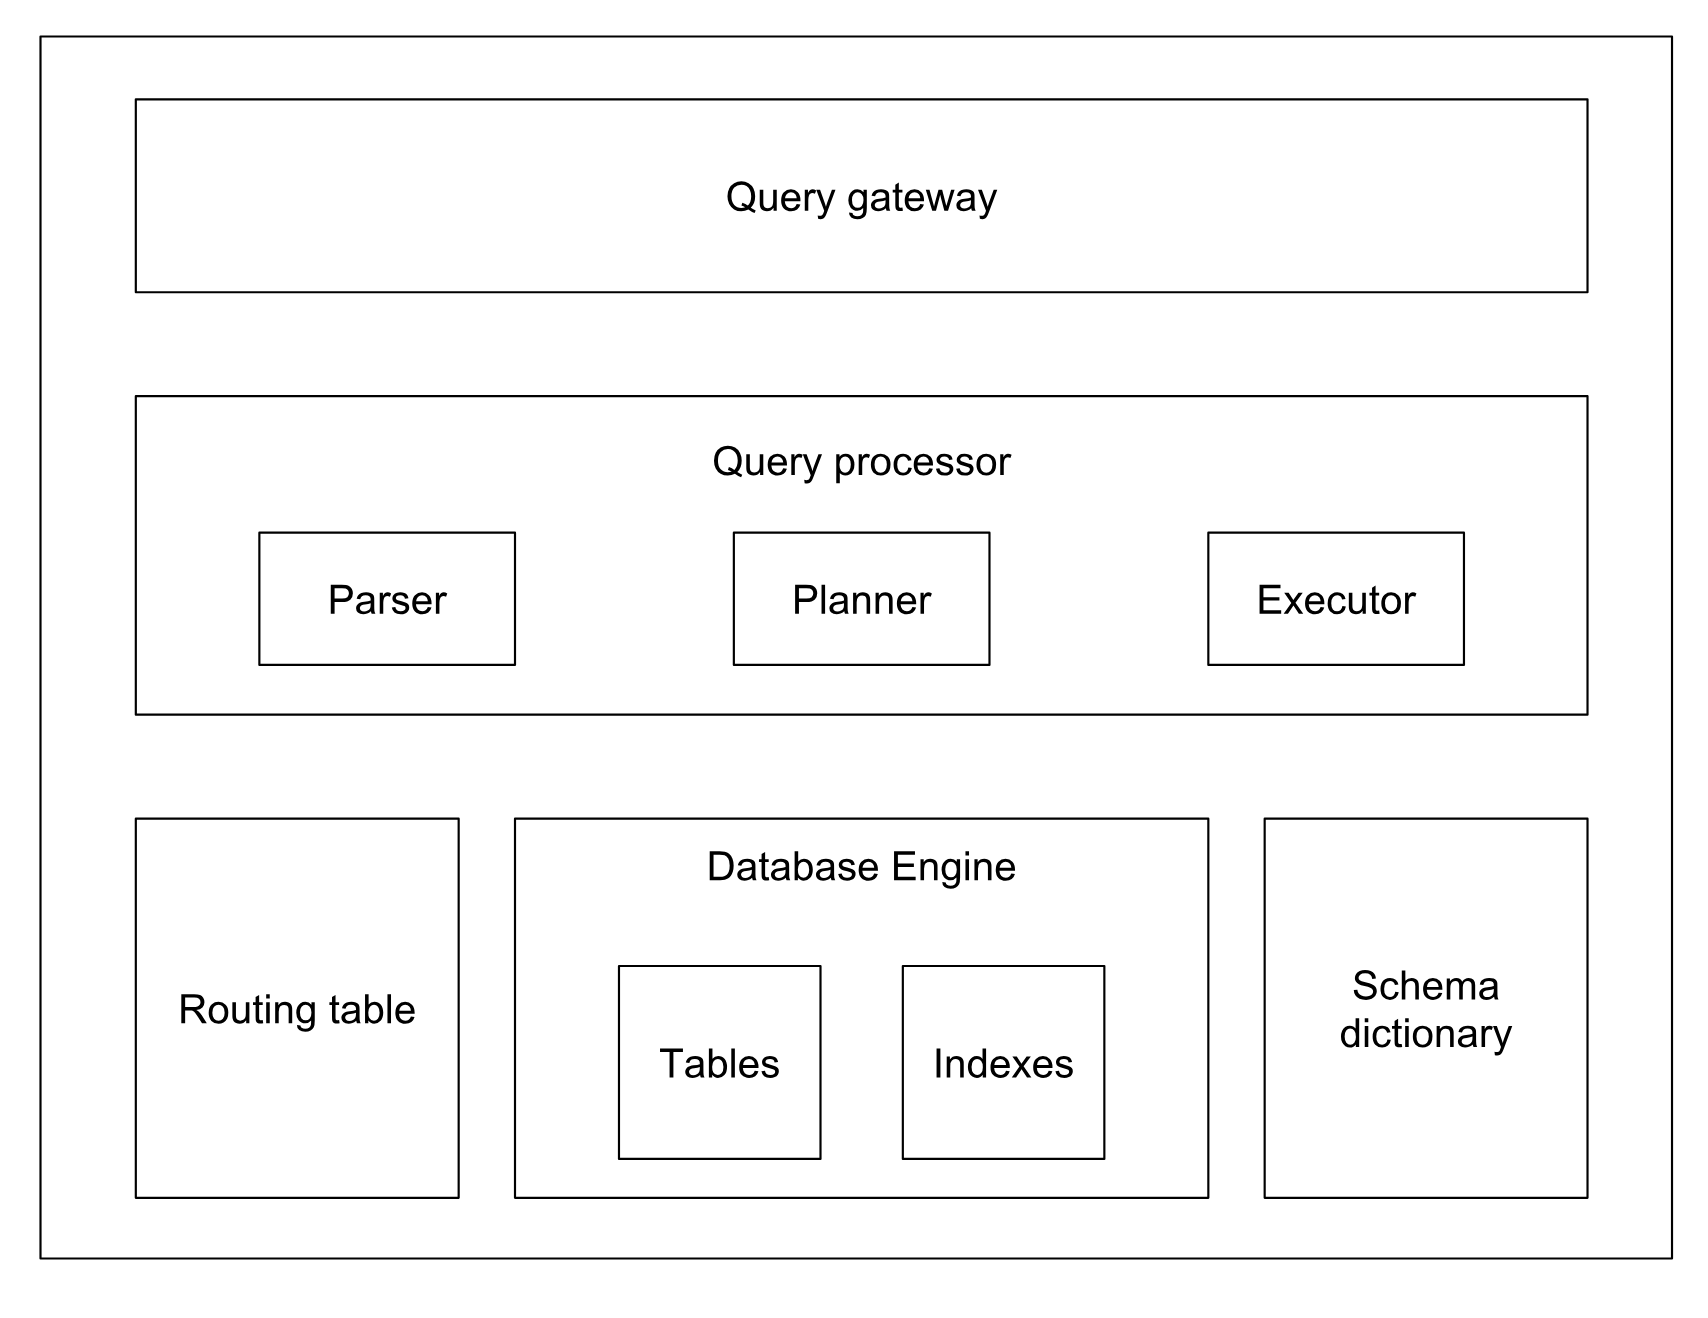 Query gateway
Query processor
Parser
Planner
Executor
Database Engine
Routing table
Tables
Indexes
Schema
dictionary